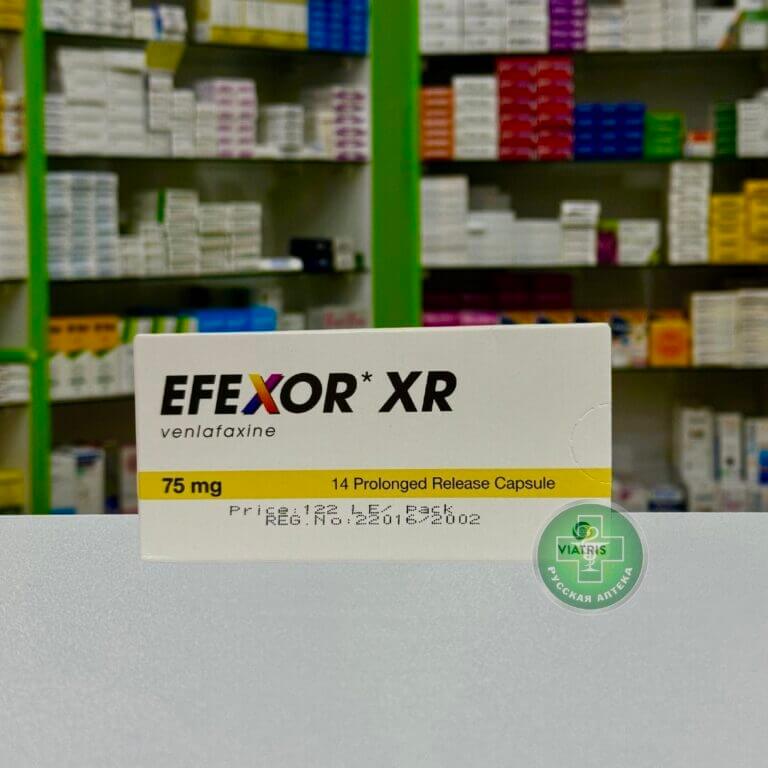 EFEXOR* XR
venlafaxine
75 mg 14 Prolonged Release Capsule
Price:122 LE/ pack
REG.No:22016/2002
VIATRIS
РУССКАЯ АПТЕКА